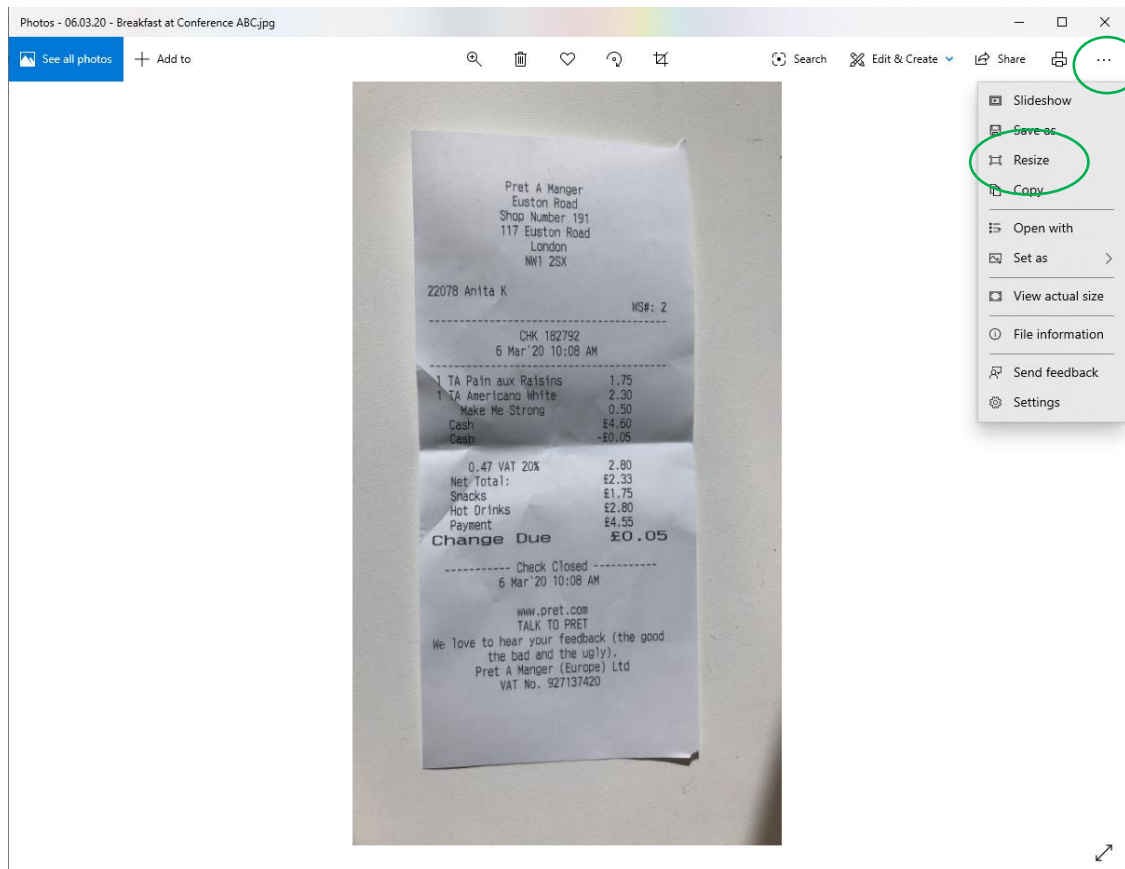 Photos - 06.03.20 - Breakfast at Conference ABC.jpg
See all photos
Add to
Search
Edit & Create
Share
Slideshow
Save as
Resize
Copy
Open with
Set as
View actual size
File information
Send feedback
Settings
Pret A Manger
Euston Road
Shop Number 191
117 Euston Road
London
NW1 2SX
22078 Anita K
WS#: 2
CHK 182792
6 Mar'20 10:08 AM
1 TA Pain aux Raisins 1.75
1 TA Americano White 2.30
Make Me Strong 0.50
Cash £4.60
Cash -£0.05
0.47 VAT 20% 2.80
Net Total: £2.33
Snacks £1.75
Hot Drinks £2.80
Payment £4.55
Change Due £0.05
---------- Check Closed ----------
6 Mar'20 10:08 AM
www.pret.com
TALK TO PRET
We love to hear your feedback (the good
the bad and the ugly).
Pret A Manger (Europe) Ltd
VAT No. 927137420